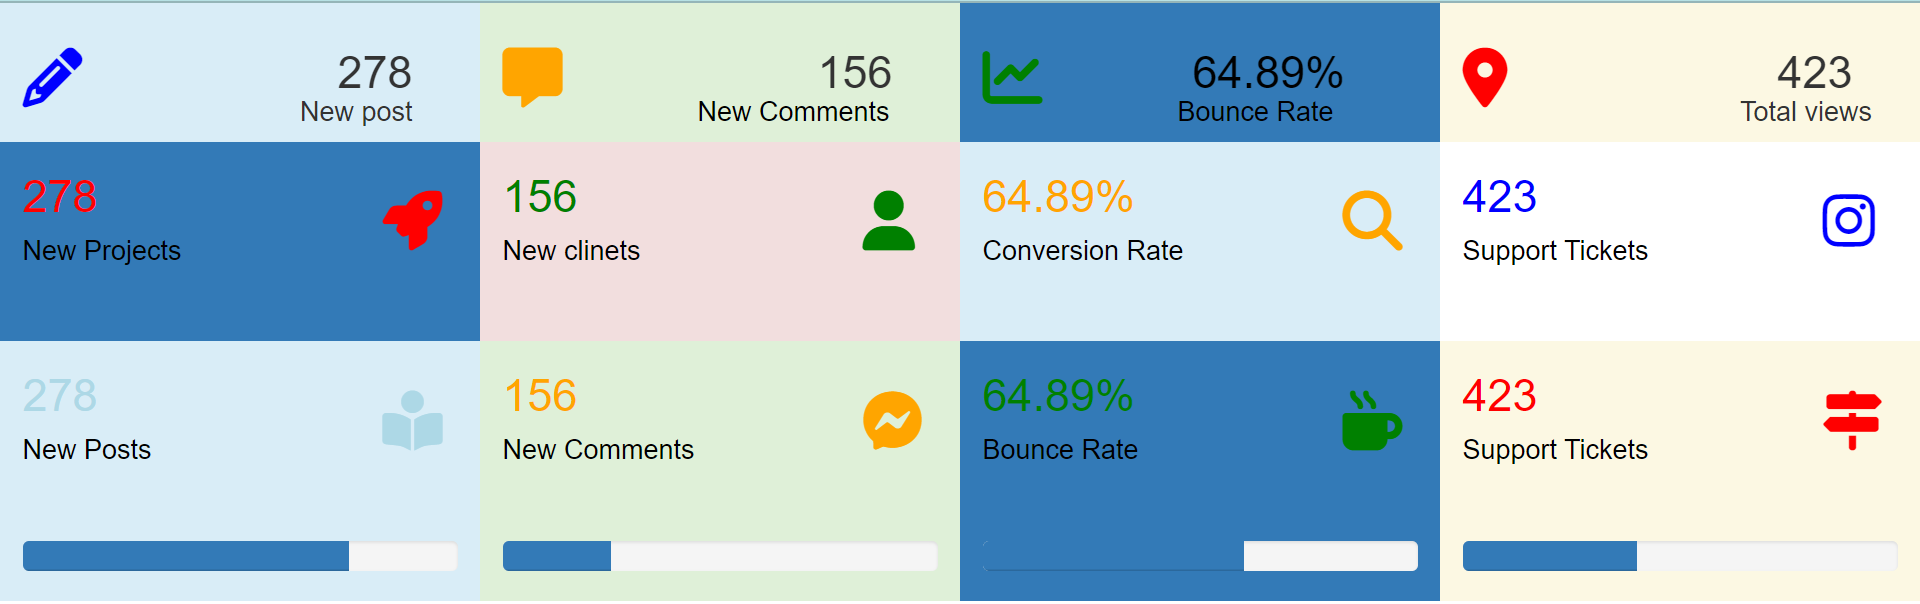 278
New post
156
New Comments
64.89%
Bounce Rate
423
Total views
278
New Projects
156
New clinets
64.89%
Conversion Rate
423
Support Tickets
278
New Posts
156
New Comments
64.89%
Bounce Rate
423
Support Tickets